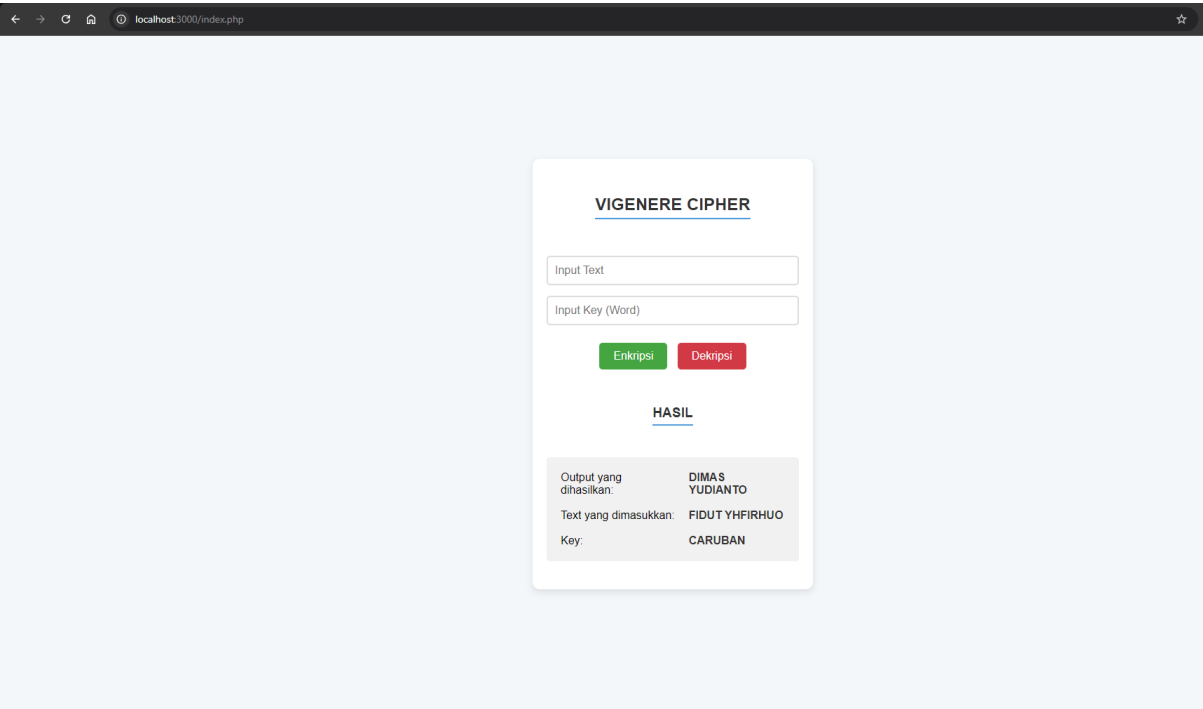 localhost:3000/index.php
VIGENERE CIPHER
Input Text
Input Key (Word)
Enkripsi Dekripsi
HASIL
Output yang
dihasilkan:
DIMAS
YUDIANTO
Text yang dimasukkan: FIDUT YHFIRHUO
Key: CARUBAN